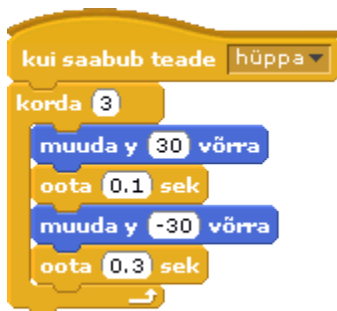 kui saabub teade hüppa
korda 3
muuda y 30 võrra
oota 0.1 sek
muuda y -30 võrra
oota 0.3 sek